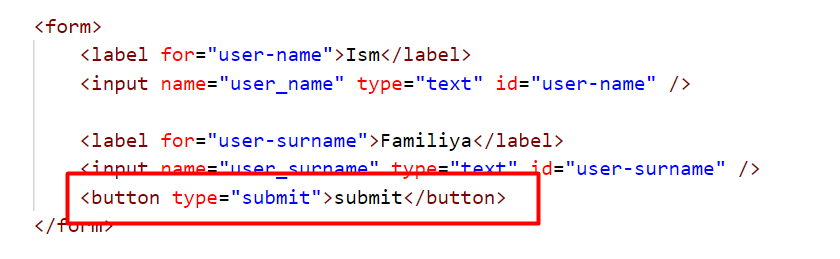 <form>
<label for="user-name">Ism</label>
<input name="user_name" type="text" id="user-name" />
<label for="user-surname">Familiya</label>
<input name="user_surname" type="text" id="user-surname" />
<button type="submit">submit</button>
</form>